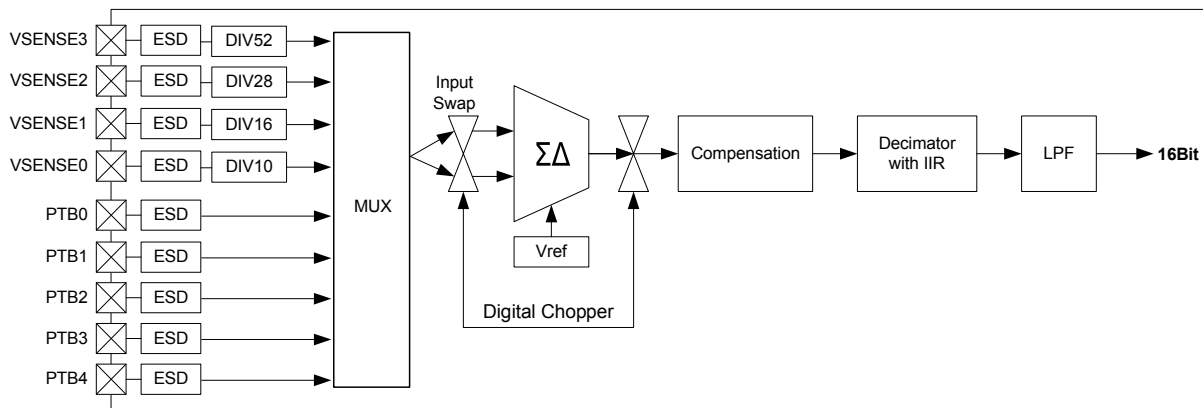 VSENSE3 ESD DIV52
VSENSE2 ESD DIV28
VSENSE1 ESD DIV16
VSENSE0 ESD DIV10
PTB0 ESD
PTB1 ESD
PTB2 ESD
PTB3 ESD
PTB4 ESD
MUX
Input
Swap
ΣΔ
Vref
Digital Chopper
Compensation
Decimator
with IIR
LPF
16Bit